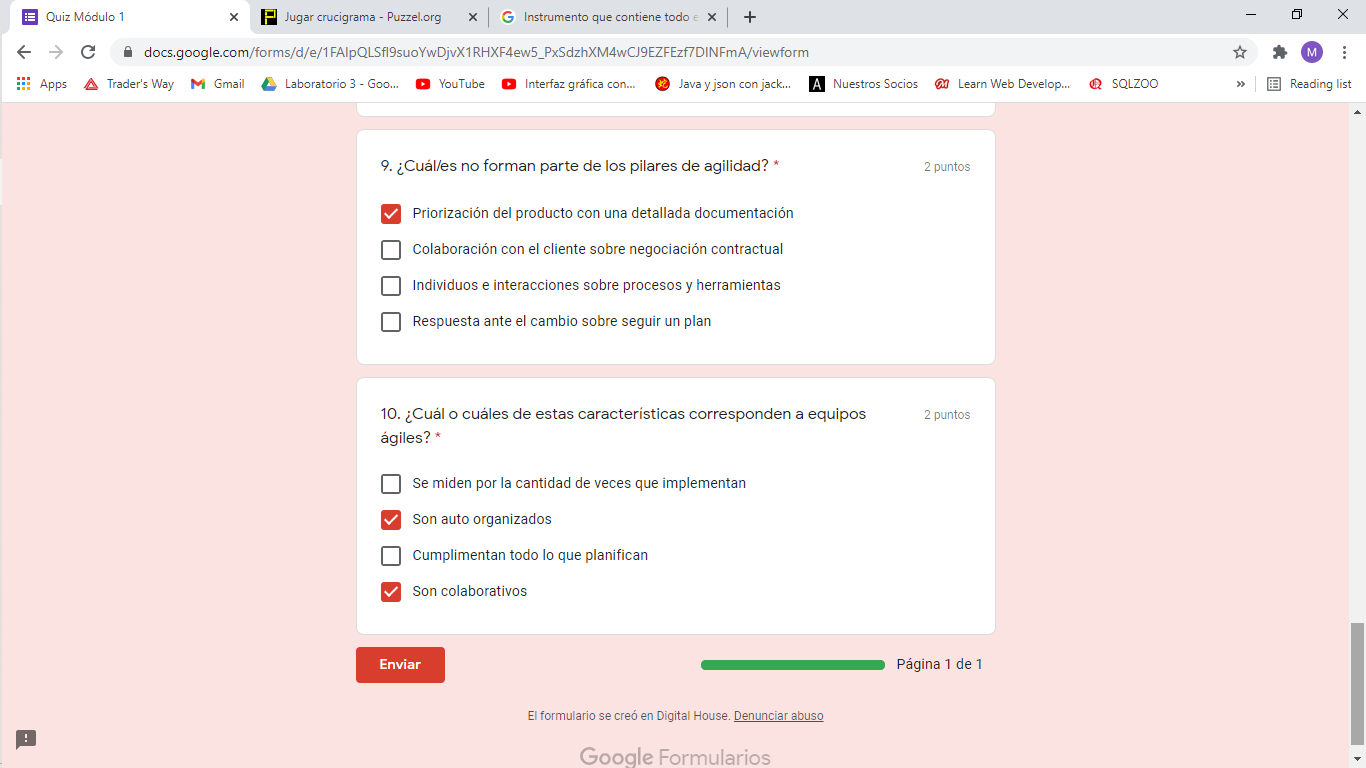 Quiz Módulo 1
Jugar crucigrama - Puzzel.org
Instrumento que contiene todo e
docs.google.com/forms/d/e/1FAIpQLSfI9suoYwDjvX1RHXF4ew5_PxSdzhXM4wCJ9EZFEzf7DINFmA/viewform
M
Apps
Trader's Way
Gmail
Laboratorio 3 - Goo...
YouTube
Interfaz gráfica con...
Java y json con jack...
Nuestros Socios
Learn Web Develop...
SQLZOO
»
Reading list
9. ¿Cuál/es no forman parte de los pilares de agilidad? *
2 puntos
Priorización del producto con una detallada documentación
Colaboración con el cliente sobre negociación contractual
Individuos e interacciones sobre procesos y herramientas
Respuesta ante el cambio sobre seguir un plan
10. ¿Cuál o cuáles de estas características corresponden a equipos
ágiles? *
2 puntos
Se miden por la cantidad de veces que implementan
Son auto organizados
Cumplimentan todo lo que planifican
Son colaborativos
Enviar
Página 1 de 1
El formulario se creó en Digital House. Denunciar abuso
Google Formularios